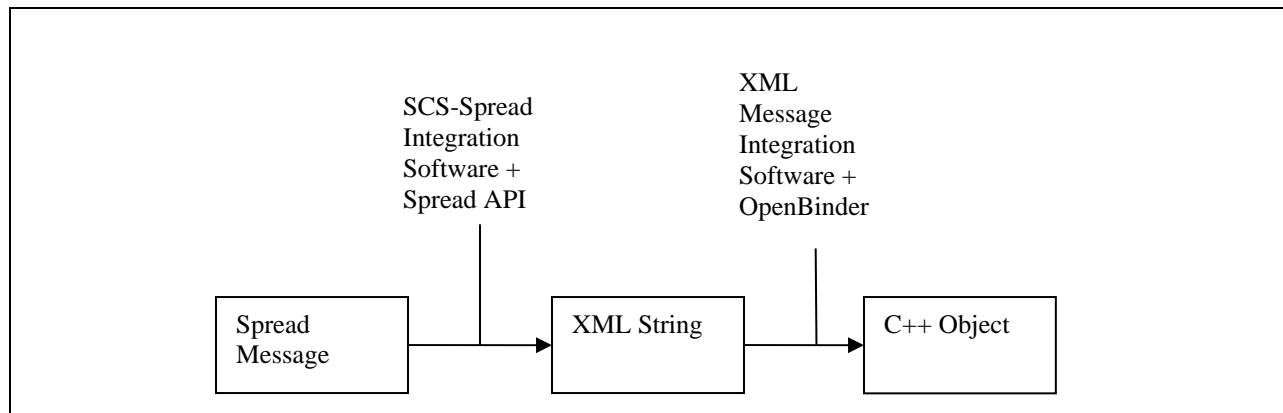 SCS-Spread
Integration
Software +
Spread API
XML
Message
Integration
Software +
OpenBinder
Spread
Message
XML String
C++ Object